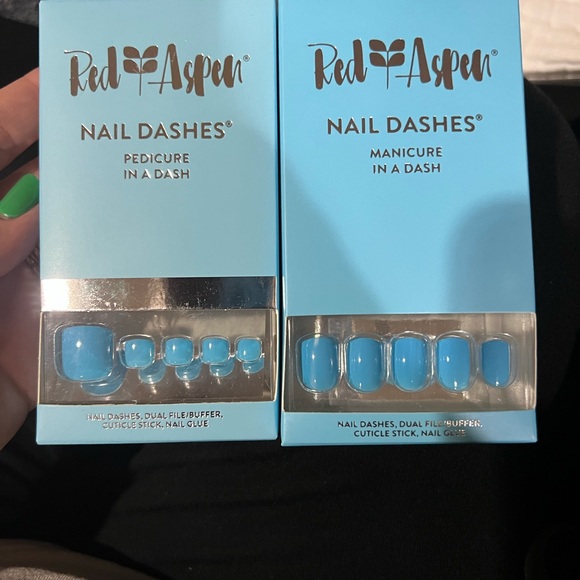 Red Aspen®
NAIL DASHES®
PEDICURE
IN A DASH
NAIL DASHES, DUAL FILE/BUFFER,
CUTICLE STICK, NAIL GLUE
Red Aspen®
NAIL DASHES®
MANICURE
IN A DASH
NAIL DASHES, DUAL FILE/BUFFER,
CUTICLE STICK, NAIL GLUE